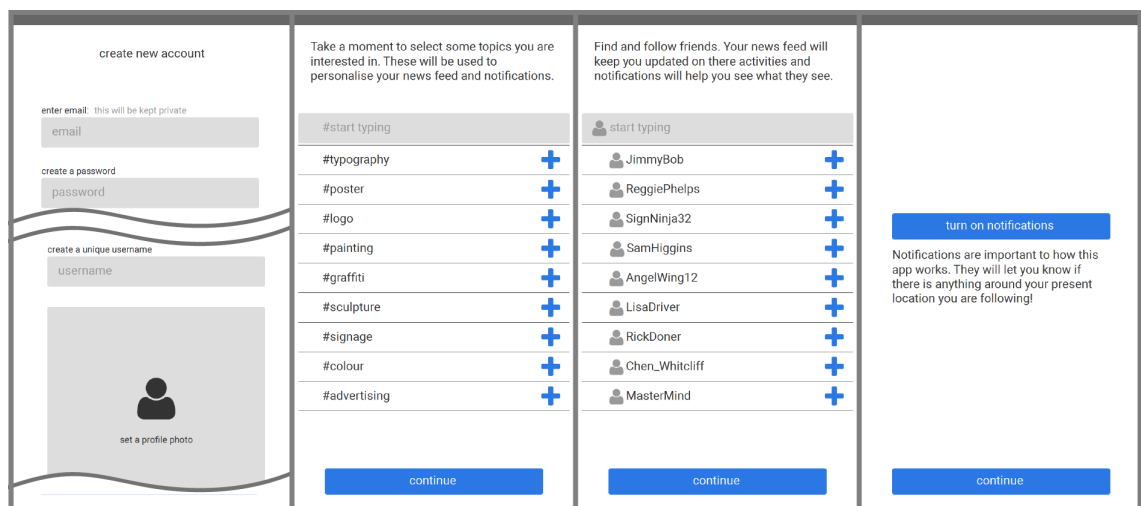 create new account
enter email: this will be kept private
email
create a password
password
create a unique username
username
set a profile photo
Take a moment to select some topics you are
interested in. These will be used to
personalise your news feed and notifications.
#start typing
#typography
#poster
#logo
#painting
#graffiti
#sculpture
#signage
#colour
#advertising
continue
Find and follow friends. Your news feed will
keep you updated on there activities and
notifications will help you see what they see.
start typing
JimmyBob
ReggiePhelps
SignNinja32
SamHiggins
AngelWing12
LisaDriver
RickDoner
Chen_Whitcliff
MasterMind
continue
turn on notifications
Notifications are important to how this
app works. They will let you know if
there is anything around your present
location you are following!
continue